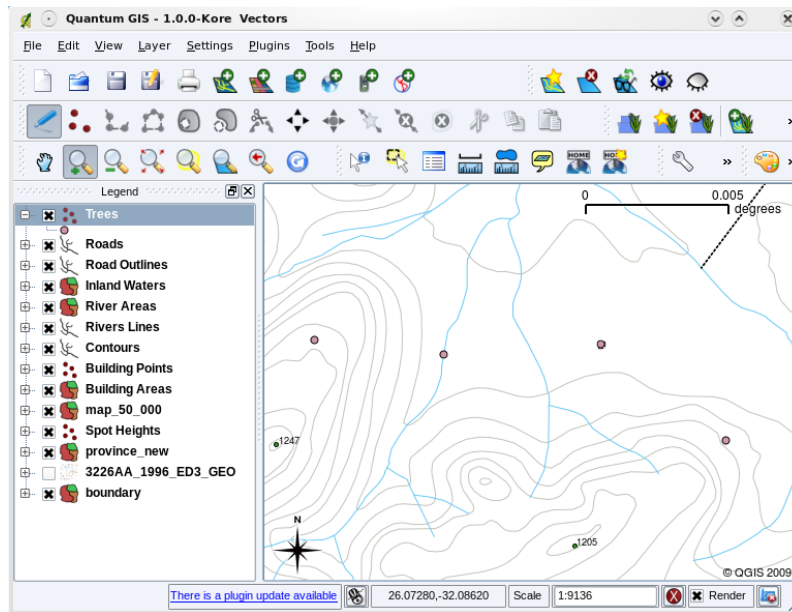 Quantum GIS - 1.0.0-Kore Vectors
File Edit View Layer Settings Plugins Tools Help
HOME HO
Legend
Trees
Roads
Road Outlines
Inland Waters
River Areas
Rivers Lines
Contours
Building Points
Building Areas
map_50_000
Spot Heights
province_new
3226AA_1996_ED3_GEO
boundary
0 0.005
degrees
1247
1205
N
© QGIS 2009
There is a plugin update available 26.07280,-32.08620 Scale 1:9136 Render